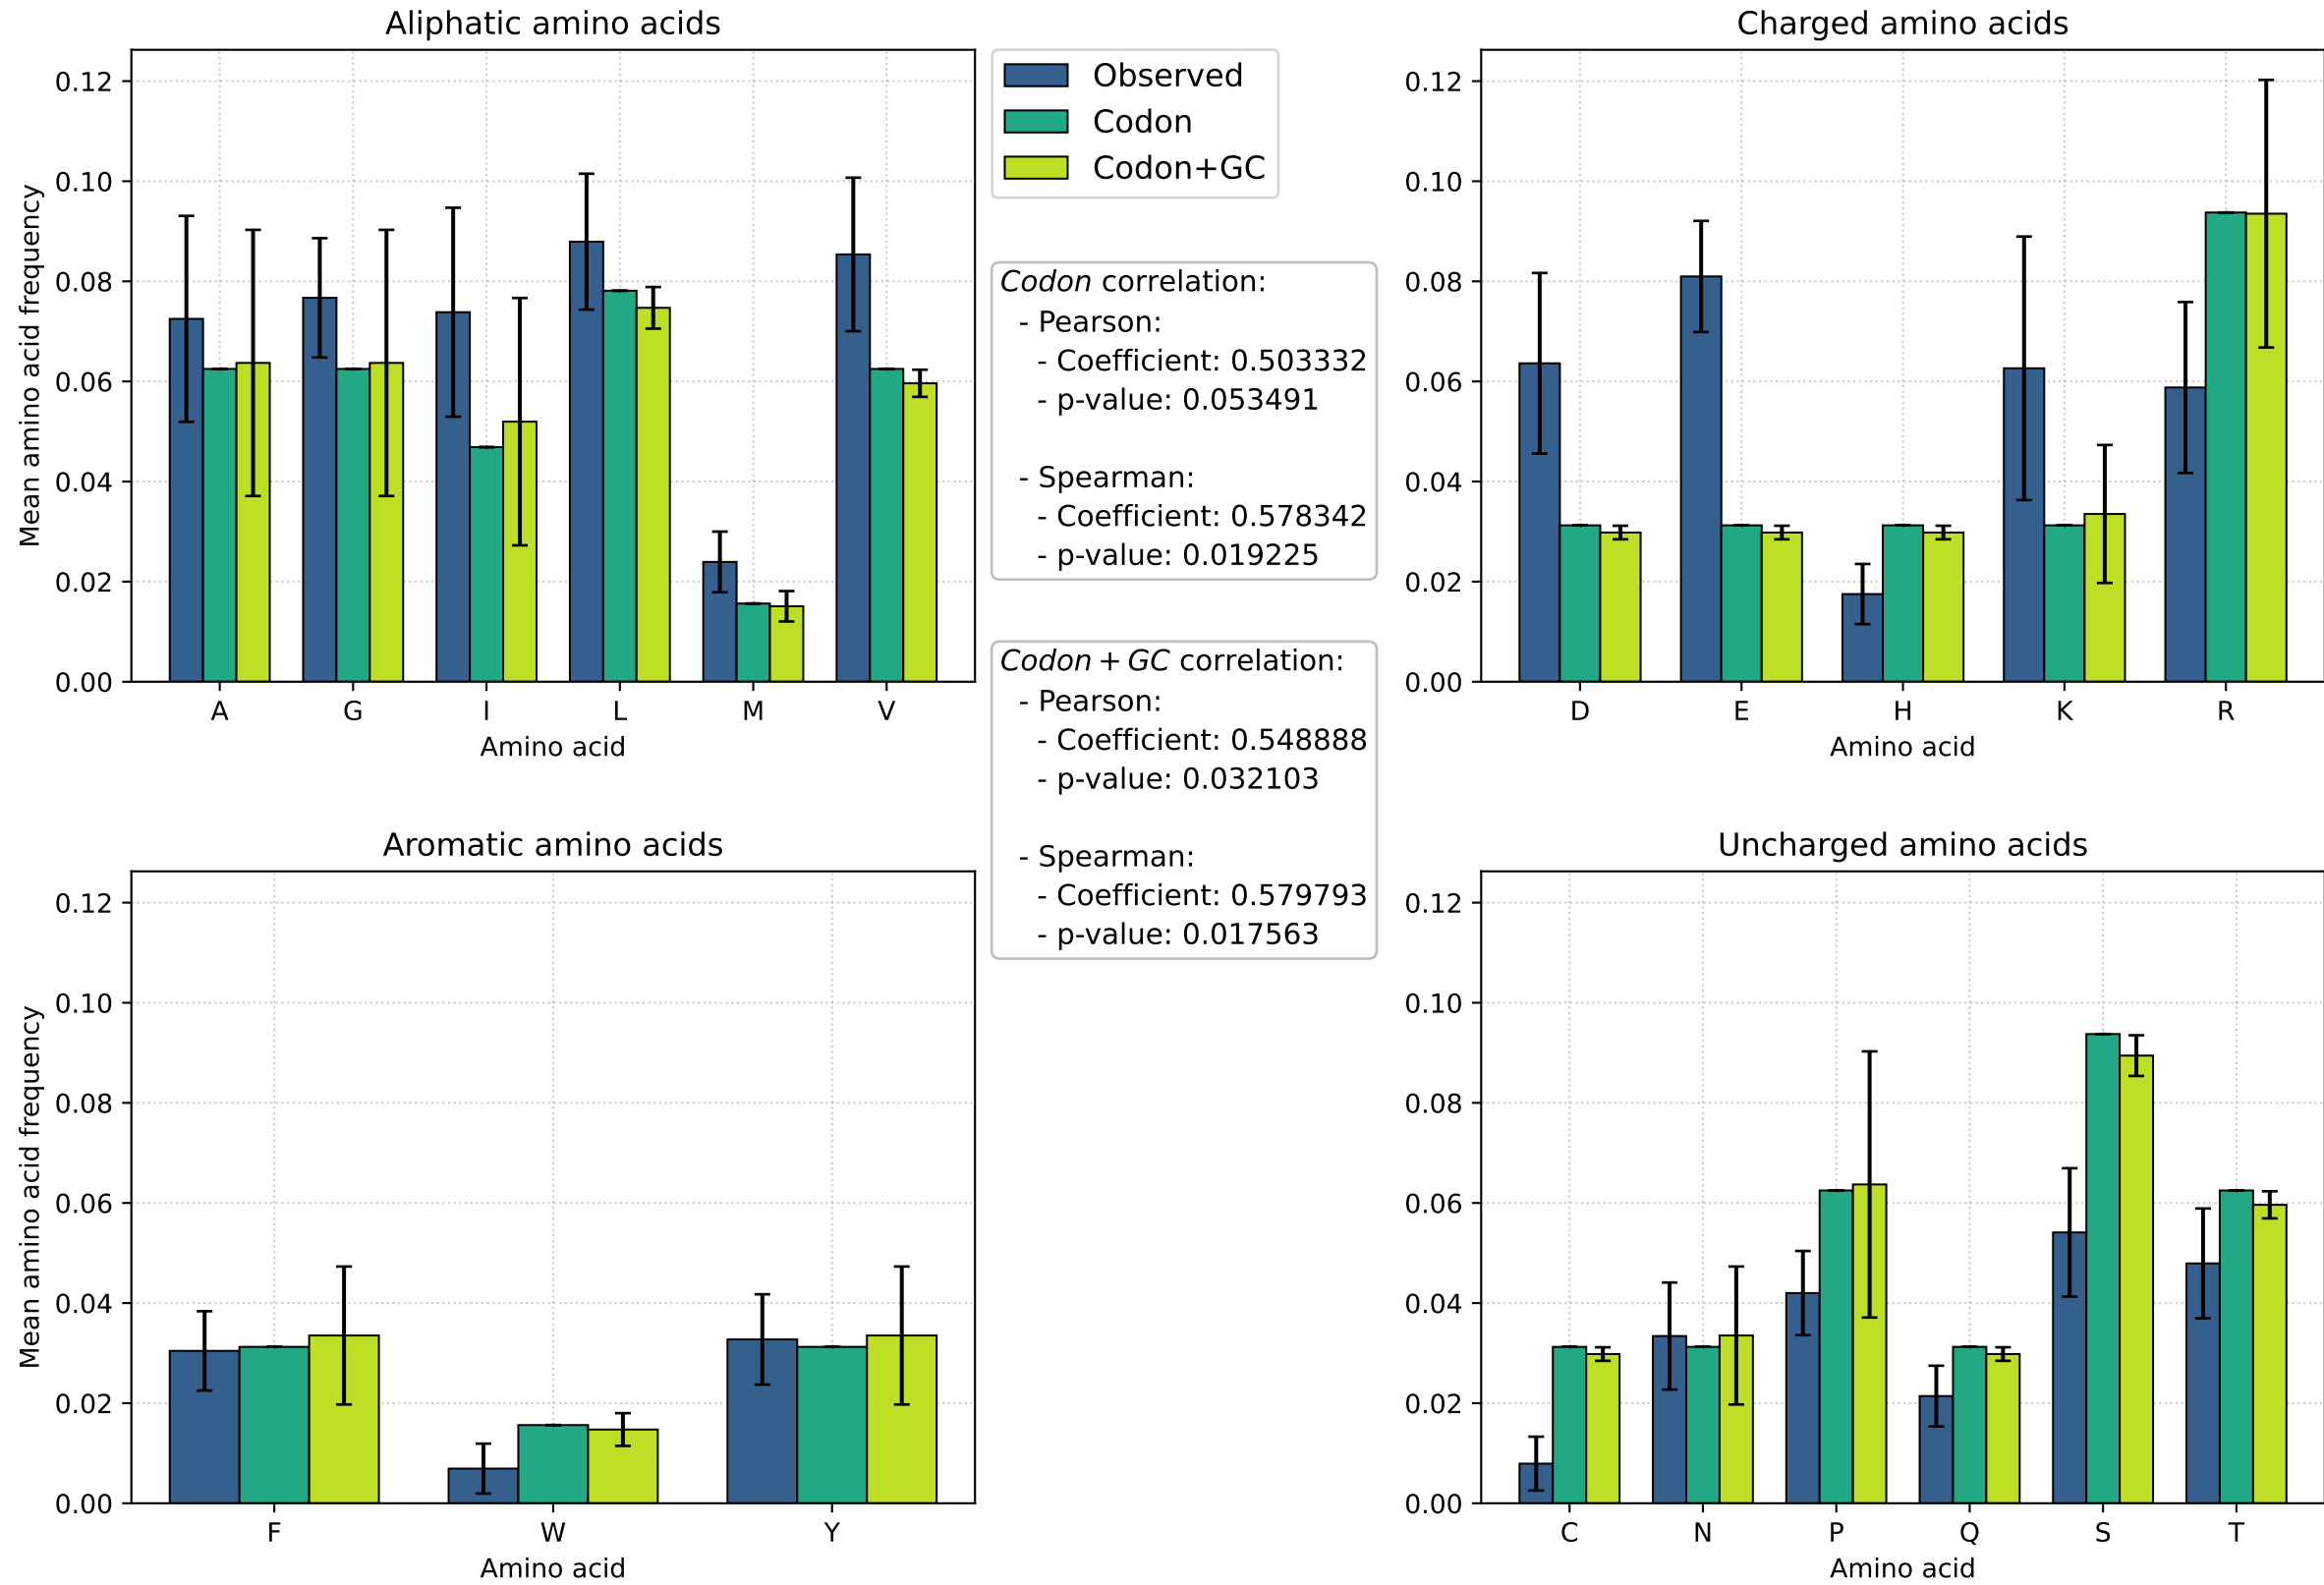 Aliphatic amino acids
Mean amino acid frequency
0.12
0.10
0.08
0.06
0.04
0.02
0.00
A G I L M V
Amino acid
Observed
Codon
Codon+GC
Codon correlation:
- Pearson:
- Coefficient: 0.503332
- p-value: 0.053491
- Spearman:
- Coefficient: 0.578342
- p-value: 0.019225
Codon + GC correlation:
- Pearson:
- Coefficient: 0.548888
- p-value: 0.032103
- Spearman:
- Coefficient: 0.579793
- p-value: 0.017563
Charged amino acids
0.12
0.10
0.08
0.06
0.04
0.02
0.00
D E H K R
Amino acid
Aromatic amino acids
Mean amino acid frequency
0.12
0.10
0.08
0.06
0.04
0.02
0.00
F W Y
Amino acid
Uncharged amino acids
0.12
0.10
0.08
0.06
0.04
0.02
0.00
C N P Q S T
Amino acid